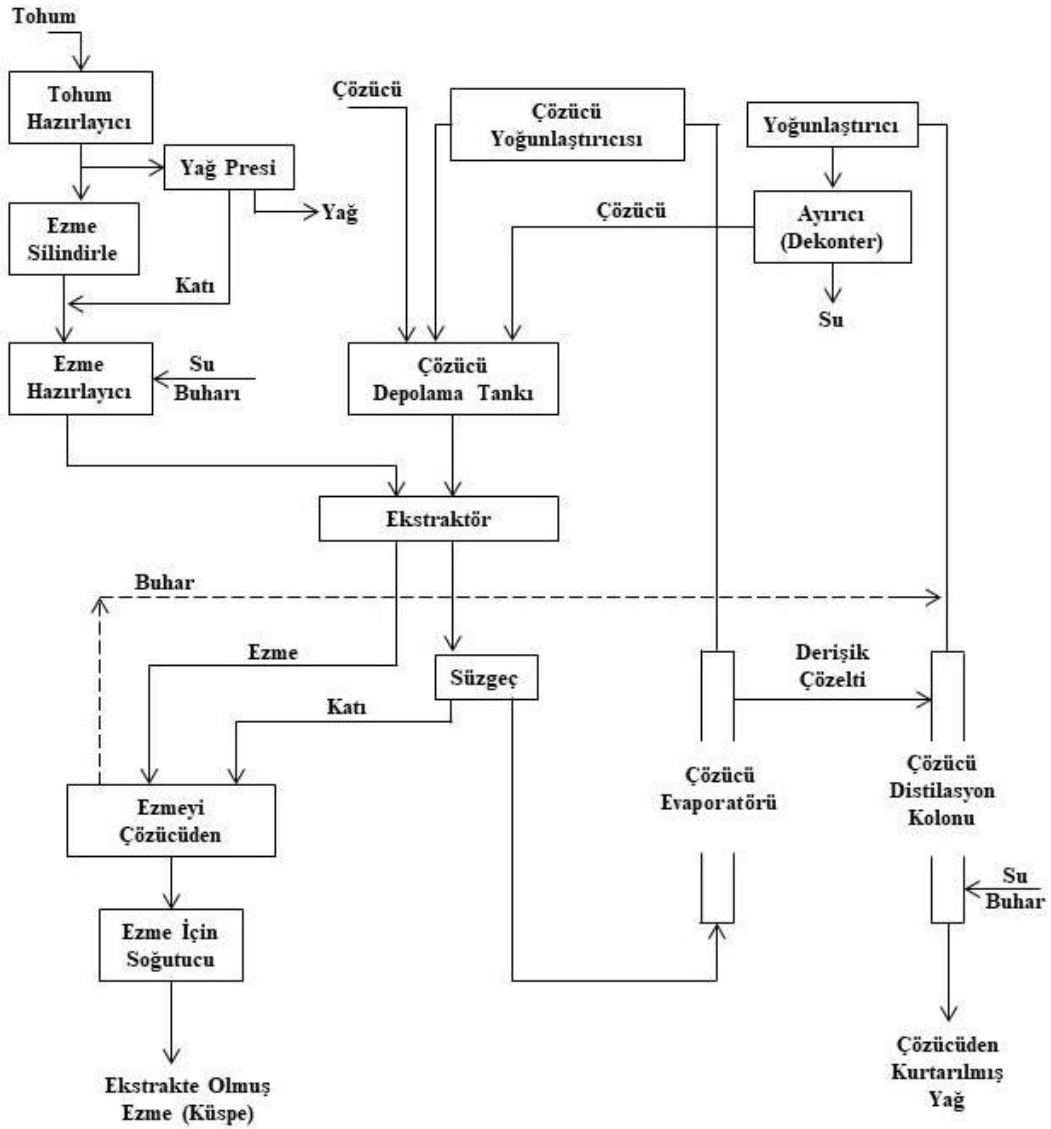 Tohum
Tohum
Hazırlayıcı
Yağ Presi
Yağ
Ezme
Silindirle
Katı
Ezme
Hazırlayıcı
Su
Buharı
Çözücü
Çözücü
Yoğunlaştırıcısı
Yoğunlaştırıcı
Çözücü
Ayırıcı
(Dekonter)
Su
Çözücü
Depolama Tankı
Ekstraktör
Buhar
Ezme
Süzgeç
Katı
Derişik
Çözelti
Çözücü
Evaporatörü
Çözücü
Distilasyon
Kolonu
Su
Buhar
Ezmeyi
Çözücüden
Ezme İçin
Soğutucu
Ekstrakte Olmuş
Ezme (Küspe)
Çözücüden
Kurtarılmış
Yağ